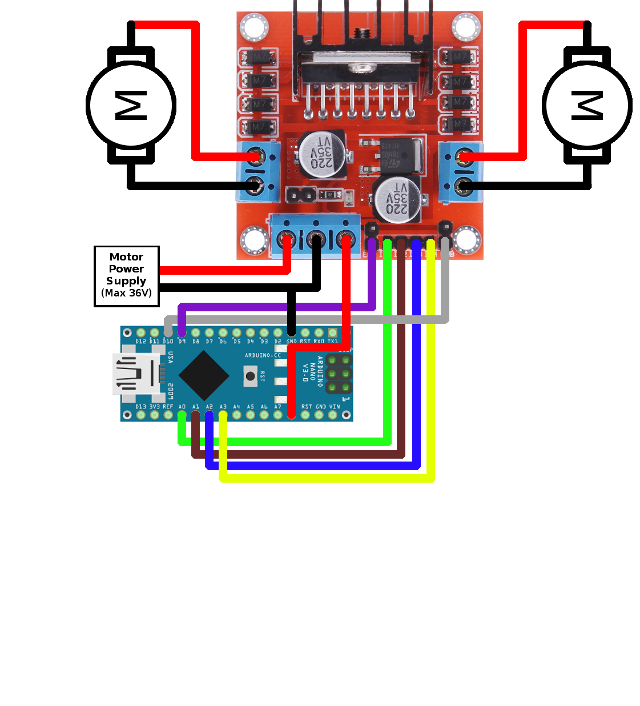 M
M
220
35V
VT
220
35V
VT
Motor
Power
Supply
(Max 36V)
D12 D11 D10 D9 D8 D7 D6 D5 D4 D3 D2 GND RST RX0 TX1
USA
2009
ARDUINO.CC
RST
ARDUINO
NANO
V3.0
1
D13 3V3 REF A0 A1 A2 A3 A4 A5 A6 A7 RST GND VIN